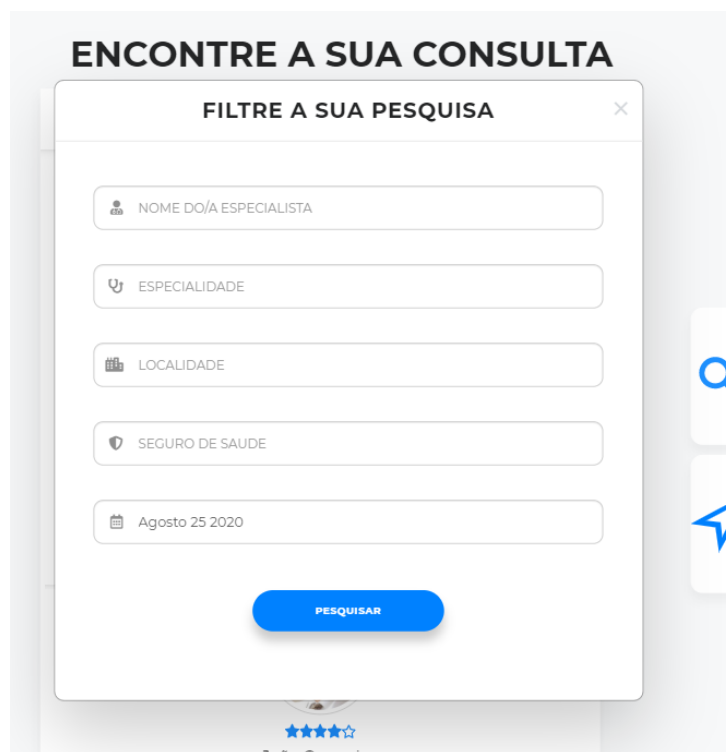 ENCONTRE A SUA CONSULTA
FILTRE A SUA PESQUISA
NOME DO/A ESPECIALISTA
ESPECIALIDADE
LOCALIDADE
SEGURO DE SAUDE
Agosto 25 2020
PESQUISAR